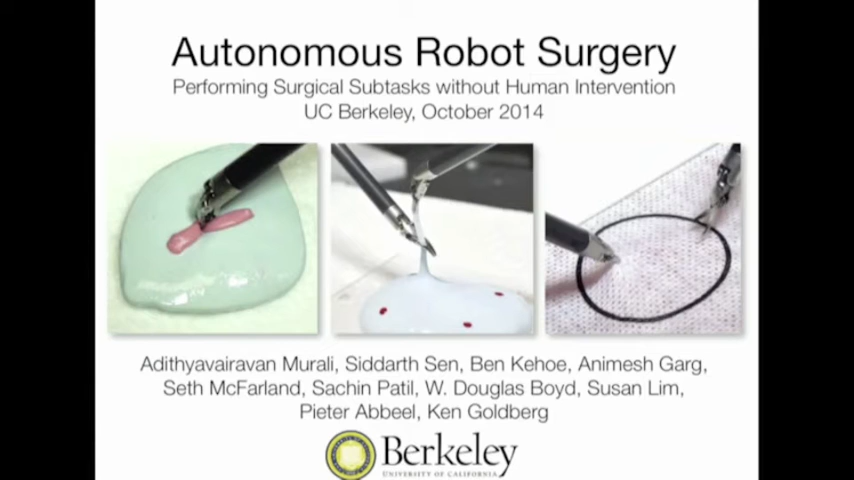 Autonomous Robot Surgery
Performing Surgical Subtasks without Human Intervention
UC Berkeley, October 2014
Adithyavairavan Murali, Siddarth Sen, Ben Kehoe, Animesh Garg,
Seth McFarland, Sachin Patil, W. Douglas Boyd, Susan Lim,
Pieter Abbeel, Ken Goldberg
Berkeley
UNIVERSITY OF CALIFORNIA